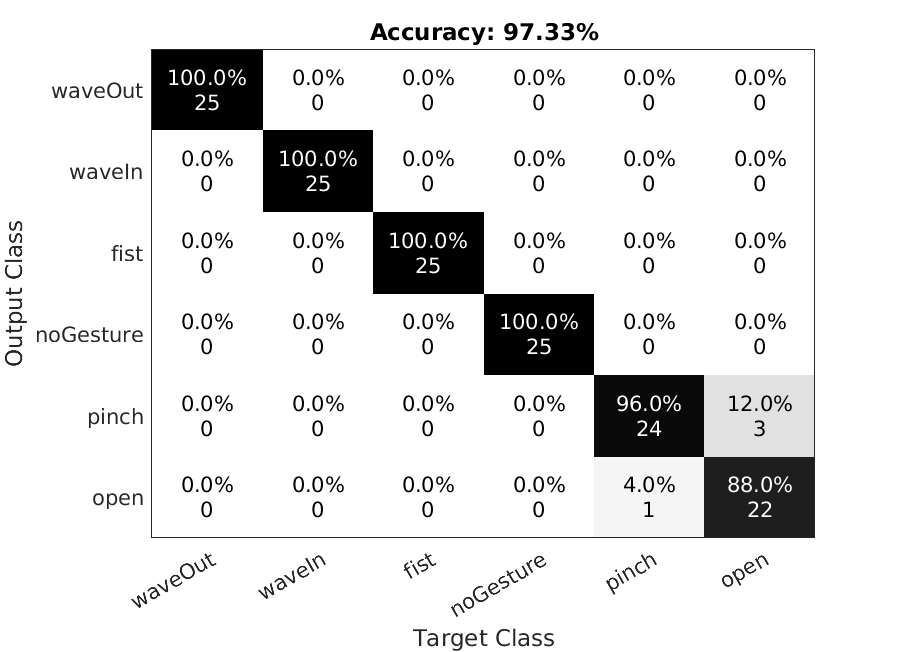 Accuracy: 97.33%
waveOut
100.0% 0.0% 0.0% 0.0% 0.0% 0.0%
25 0 0 0 0 0
waveIn
0.0% 100.0% 0.0% 0.0% 0.0% 0.0%
0 25 0 0 0 0
fist
0.0% 0.0% 100.0% 0.0% 0.0% 0.0%
0 0 25 0 0 0
noGesture
0.0% 0.0% 0.0% 100.0% 0.0% 0.0%
0 0 0 25 0 0
pinch
0.0% 0.0% 0.0% 0.0% 96.0% 12.0%
0 0 0 0 24 3
open
0.0% 0.0% 0.0% 0.0% 4.0% 88.0%
0 0 0 0 1 22
Output Class
waveOut waveIn fist noGesture pinch open
Target Class